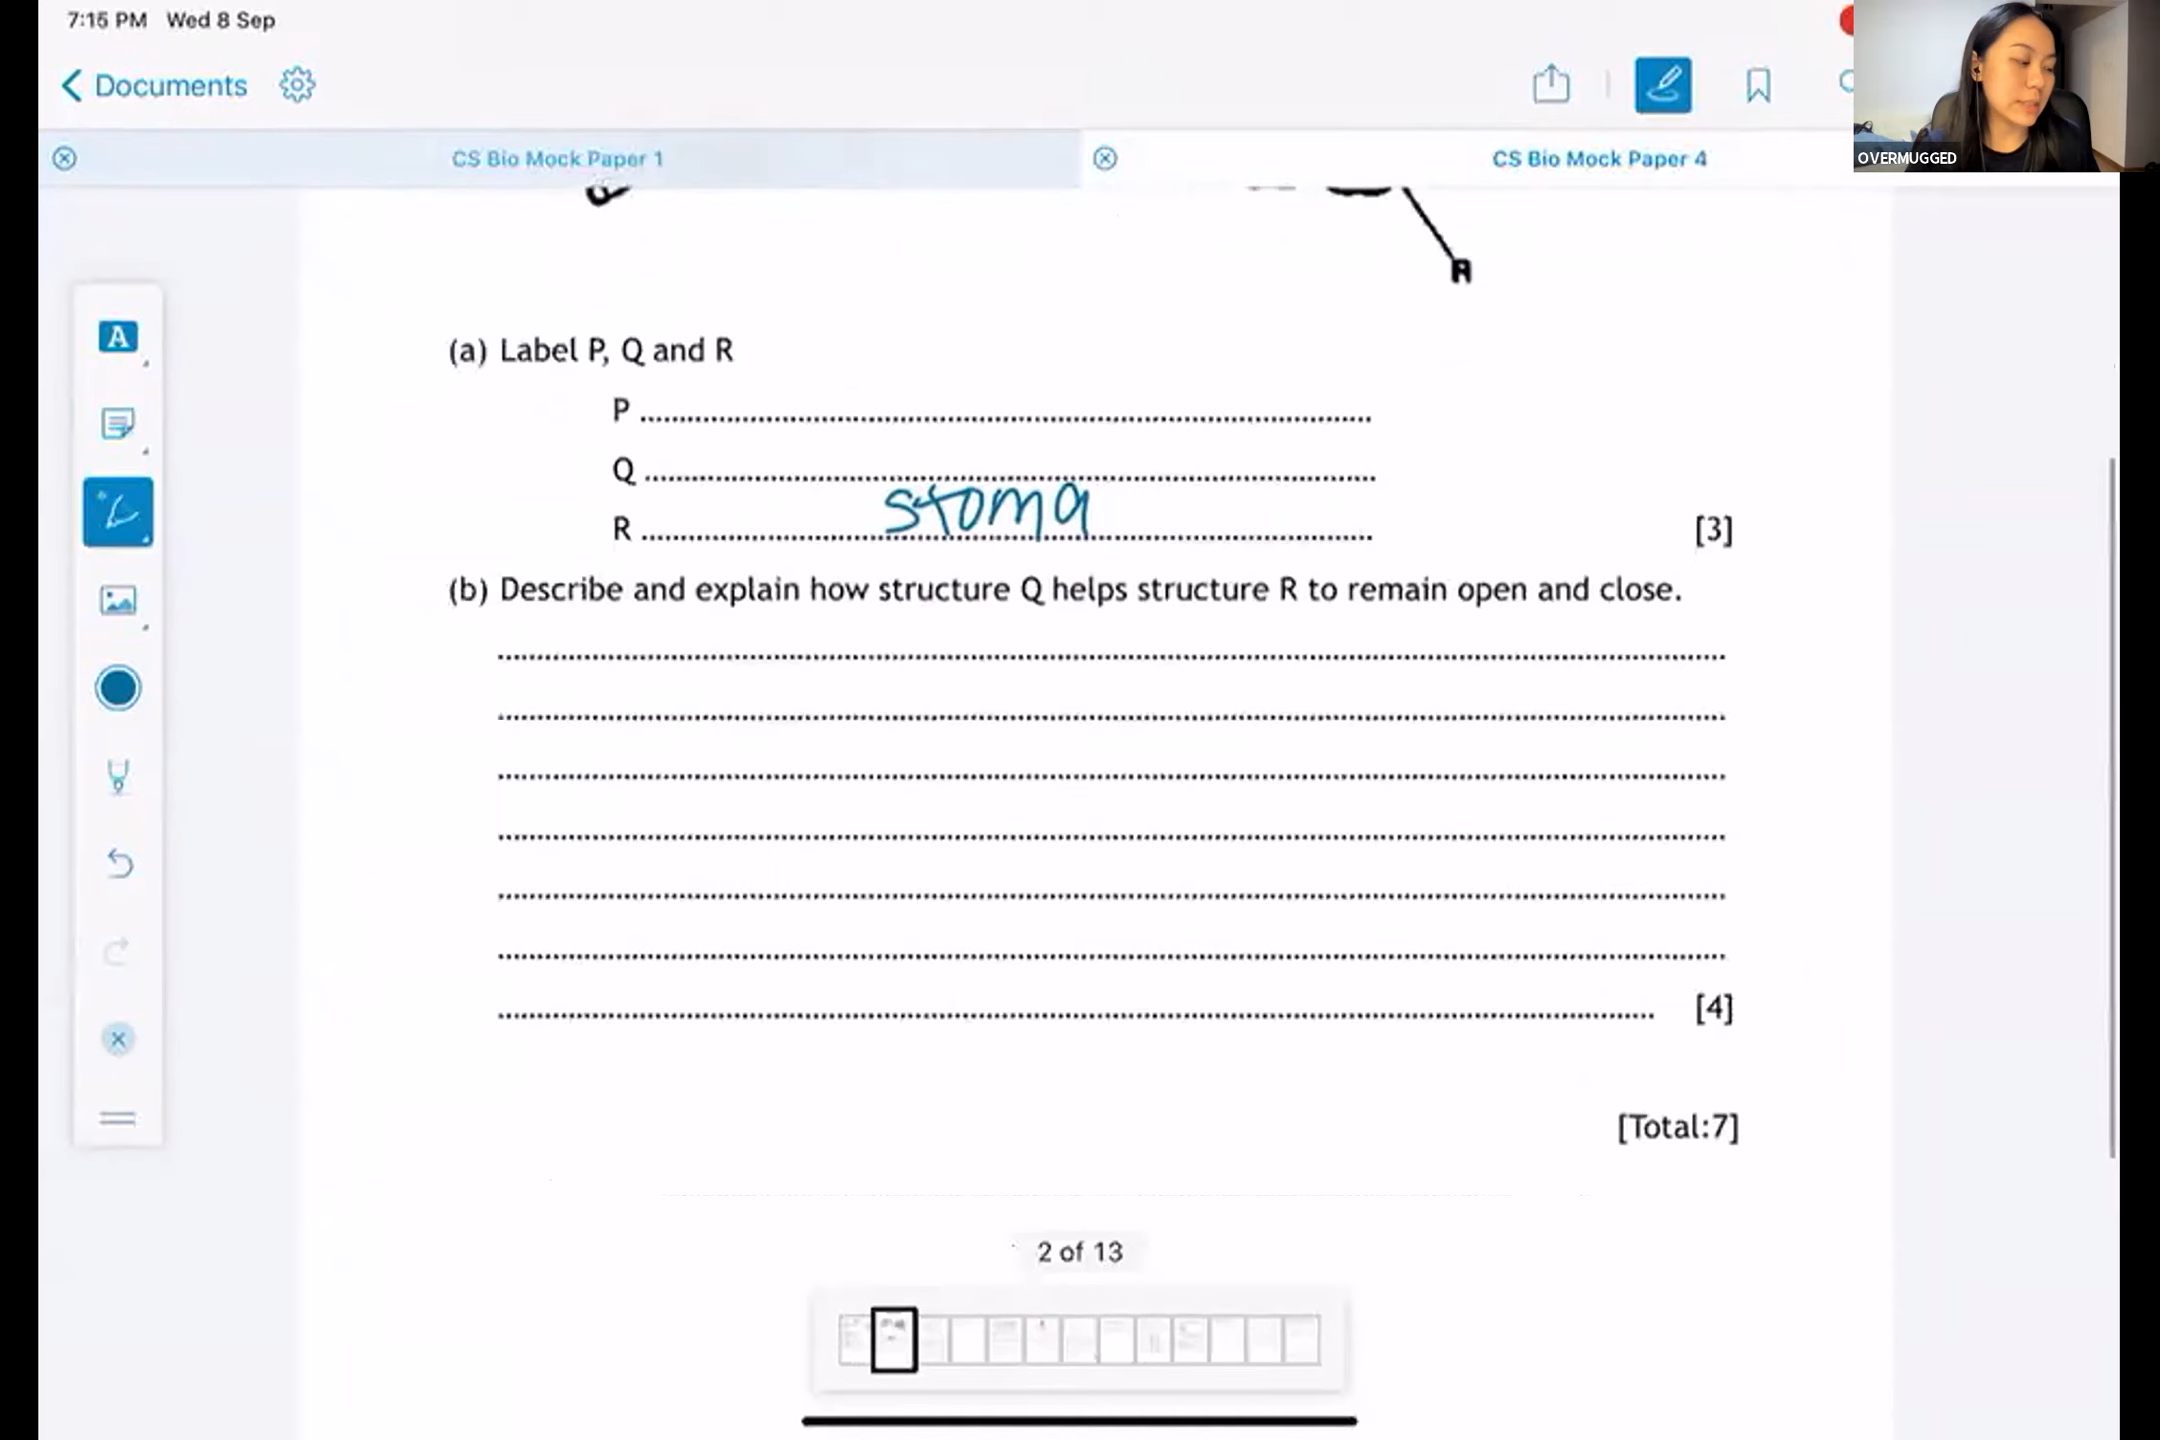 7:15 PM Wed 8 Sep
Documents
OVERMUGGED
CS Bio Mock Paper 1
CS Bio Mock Paper 4
R
(a) Label P, Q and R
P ........................................
Q ........................................
R .................... stoma .................... [3]
(b) Describe and explain how structure Q helps structure R to remain open and close.
[4]
[Total:7]
2 of 13
A